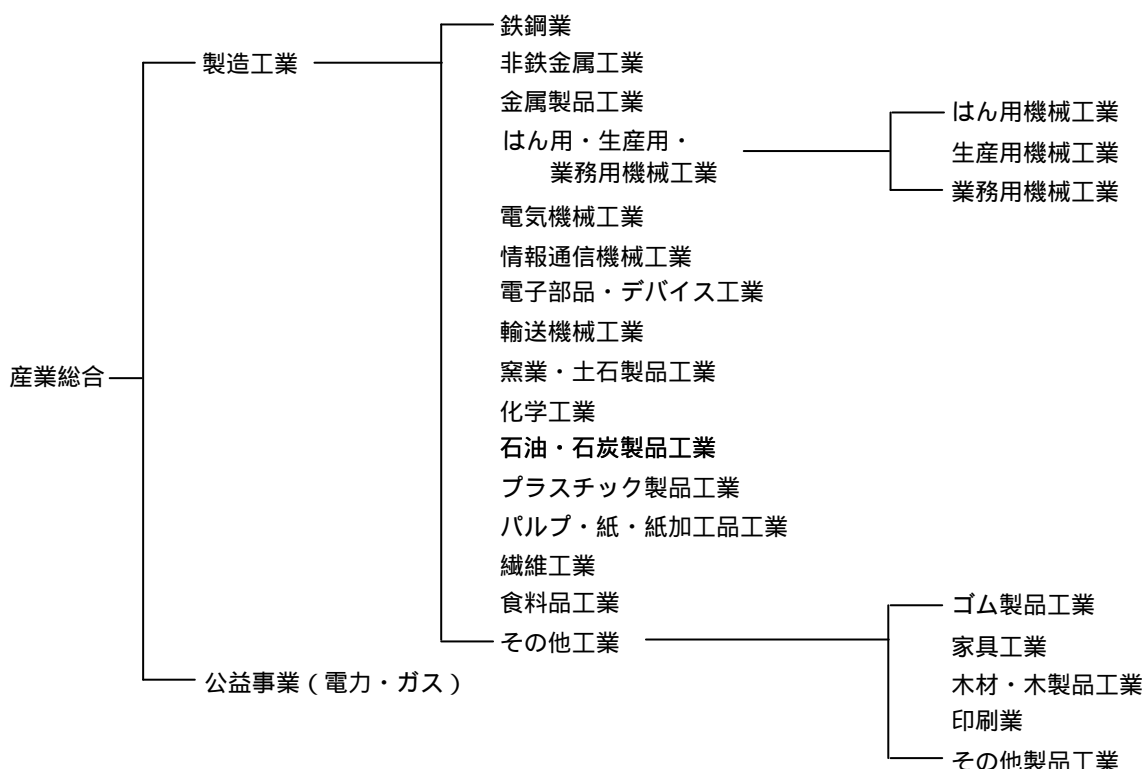 産業総合
製造工業
鉄鋼業
非鉄金属工業
金属製品工業
はん用・生産用・
業務用機械工業
はん用機械工業
生産用機械工業
業務用機械工業
電気機械工業
情報通信機械工業
電子部品・デバイス工業
輸送機械工業
窯業・土石製品工業
化学工業
石油・石炭製品工業
プラスチック製品工業
パルプ・紙・紙加工品工業
繊維工業
食料品工業
その他工業
ゴム製品工業
家具工業
木材・木製品工業
印刷業
その他製品工業
公益事業（電力・ガス）